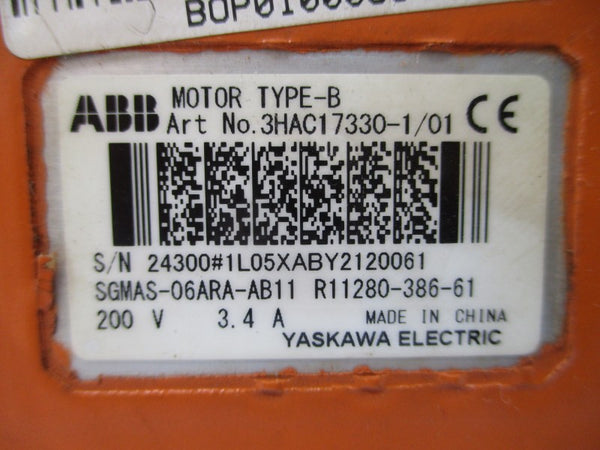 ABB MOTOR TYPE-B
Art No.3HAC17330-1/01 CE
S/N 24300#1L05XABY2120061
SGMAS-06ARA-AB11 R11280-386-61
200 V 3.4 A MADE IN CHINA
YASKAWA ELECTRIC